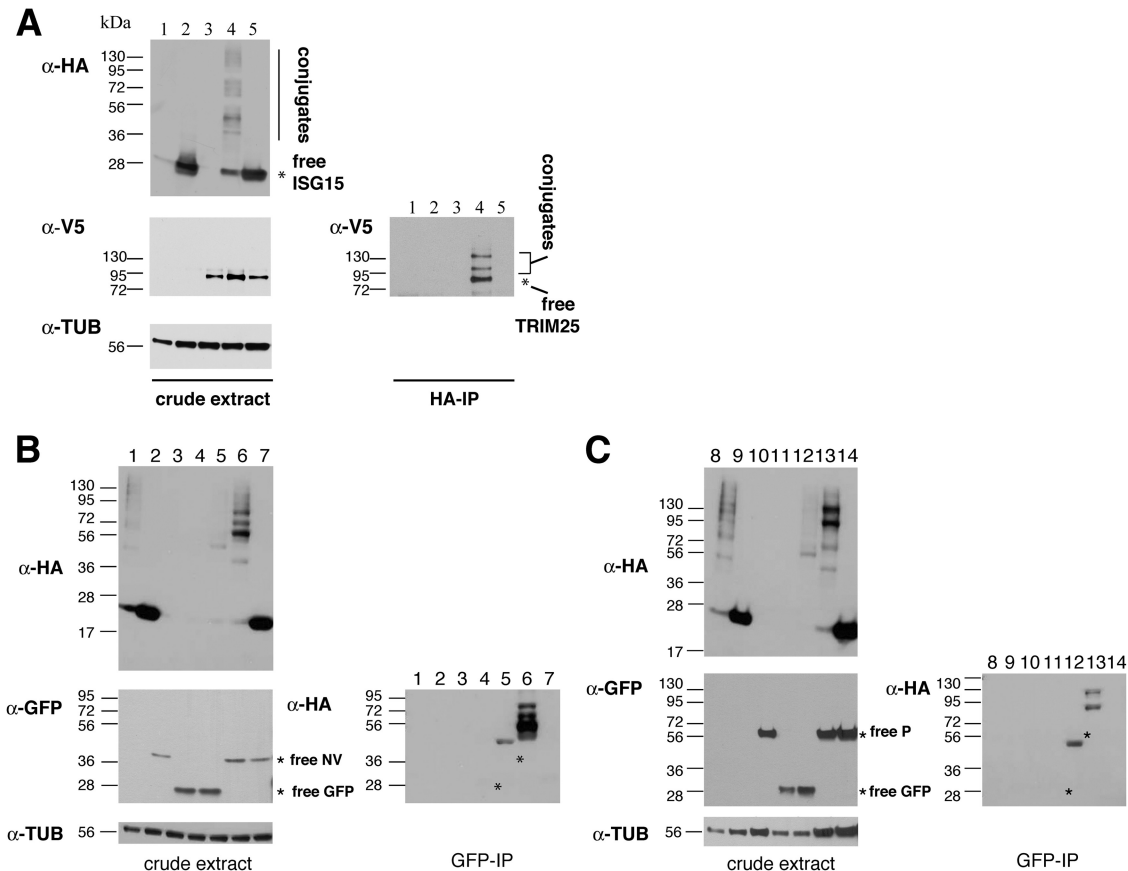 A
kDa
1 2 3 4 5
α-HA
130
95
72
56
36
28
conjugates
* free
ISG15
α-V5
130
95
72
α-TUB
56
crude extract
α-V5
1 2 3 4 5
130
95
72
conjugates
*
free
TRIM25
HA-IP
B
1 2 3 4 5 6 7
α-HA
130
95
72
56
36
28
17
α-GFP
95
72
56
36
28
* free NV
* free GFP
α-TUB
56
crude extract
α-HA
1 2 3 4 5 6 7
95
72
56
36
28
*
*
GFP-IP
C
8 9 10 11 12 13 14
α-HA
130
95
72
56
36
28
17
α-GFP
130
95
72
56
36
28
* free P
* free GFP
α-TUB
56
crude extract
α-HA
8 9 10 11 12 13 14
130
95
72
56
36
28
*
*
GFP-IP